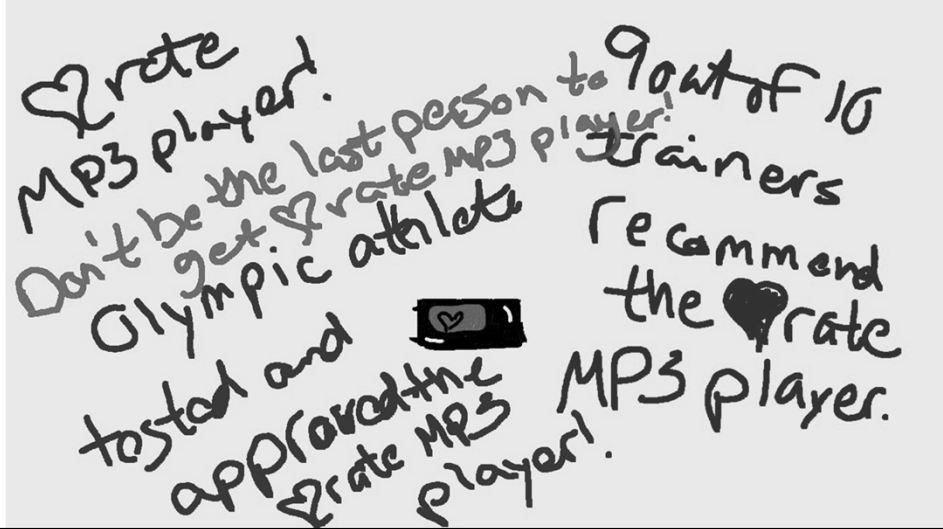 ♡rate
MP3 player!
Don't be the last person to
get ♡rate MP3 player!
Olympic athlete
tested and
approved the
♡rate MP3
player!
9 out of 10
trainers
recommend
the ♥rate
MP3 player.